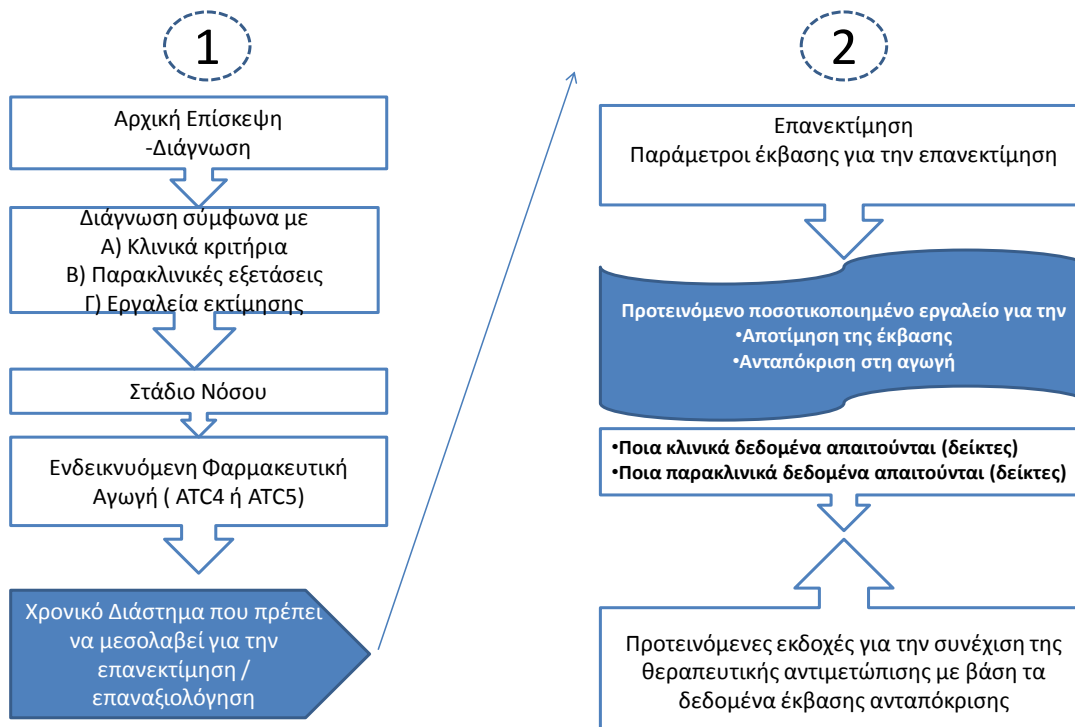 1
Αρχική Επίσκεψη
-Διάγνωση
Διάγνωση σύμφωνα με
Α) Κλινικά κριτήρια
Β) Παρακλινικές εξετάσεις
Γ) Εργαλεία εκτίμησης
Στάδιο Νόσου
Ενδεικνυόμενη Φαρμακευτική
Αγωγή ( ATC4 ή ATC5)
Χρονικό Διάστημα που πρέπει
να μεσολαβεί για την
επανεκτίμηση /
επαναξιολόγηση
2
Επανεκτίμηση
Παράμετροι έκβασης για την επανεκτίμηση
Προτεινόμενο ποσοτικοποιημένο εργαλείο για την
•Αποτίμηση της έκβασης
•Ανταπόκριση στη αγωγή
•Ποια κλινικά δεδομένα απαιτούνται (δείκτες)
•Ποια παρακλινικά δεδομένα απαιτούνται (δείκτες)
Προτεινόμενες εκδοχές για την συνέχιση της
θεραπευτικής αντιμετώπισης με βάση τα
δεδομένα έκβασης ανταπόκρισης